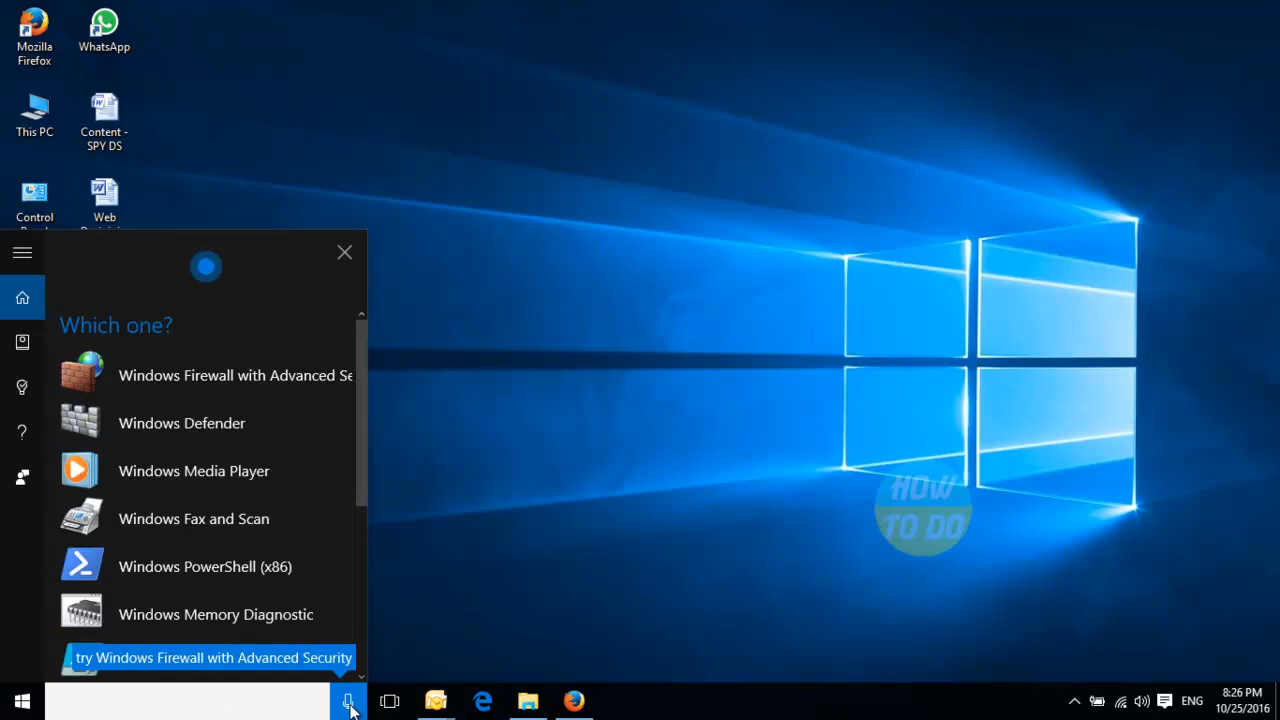 Mozilla
Firefox
WhatsApp
This PC
Content -
SPY DS
Control
Web
Which one?
Windows Firewall with Advanced Se
Windows Defender
Windows Media Player
Windows Fax and Scan
Windows PowerShell (x86)
Windows Memory Diagnostic
try Windows Firewall with Advanced Security
HOW
TO DO
ENG
8:26 PM
10/25/2016